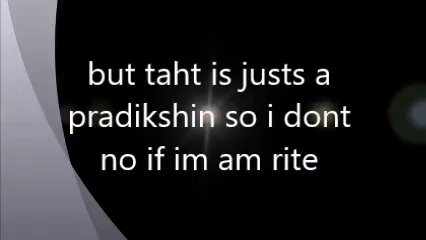 but taht is justs a
pradikshin so i dont
no if im am rite